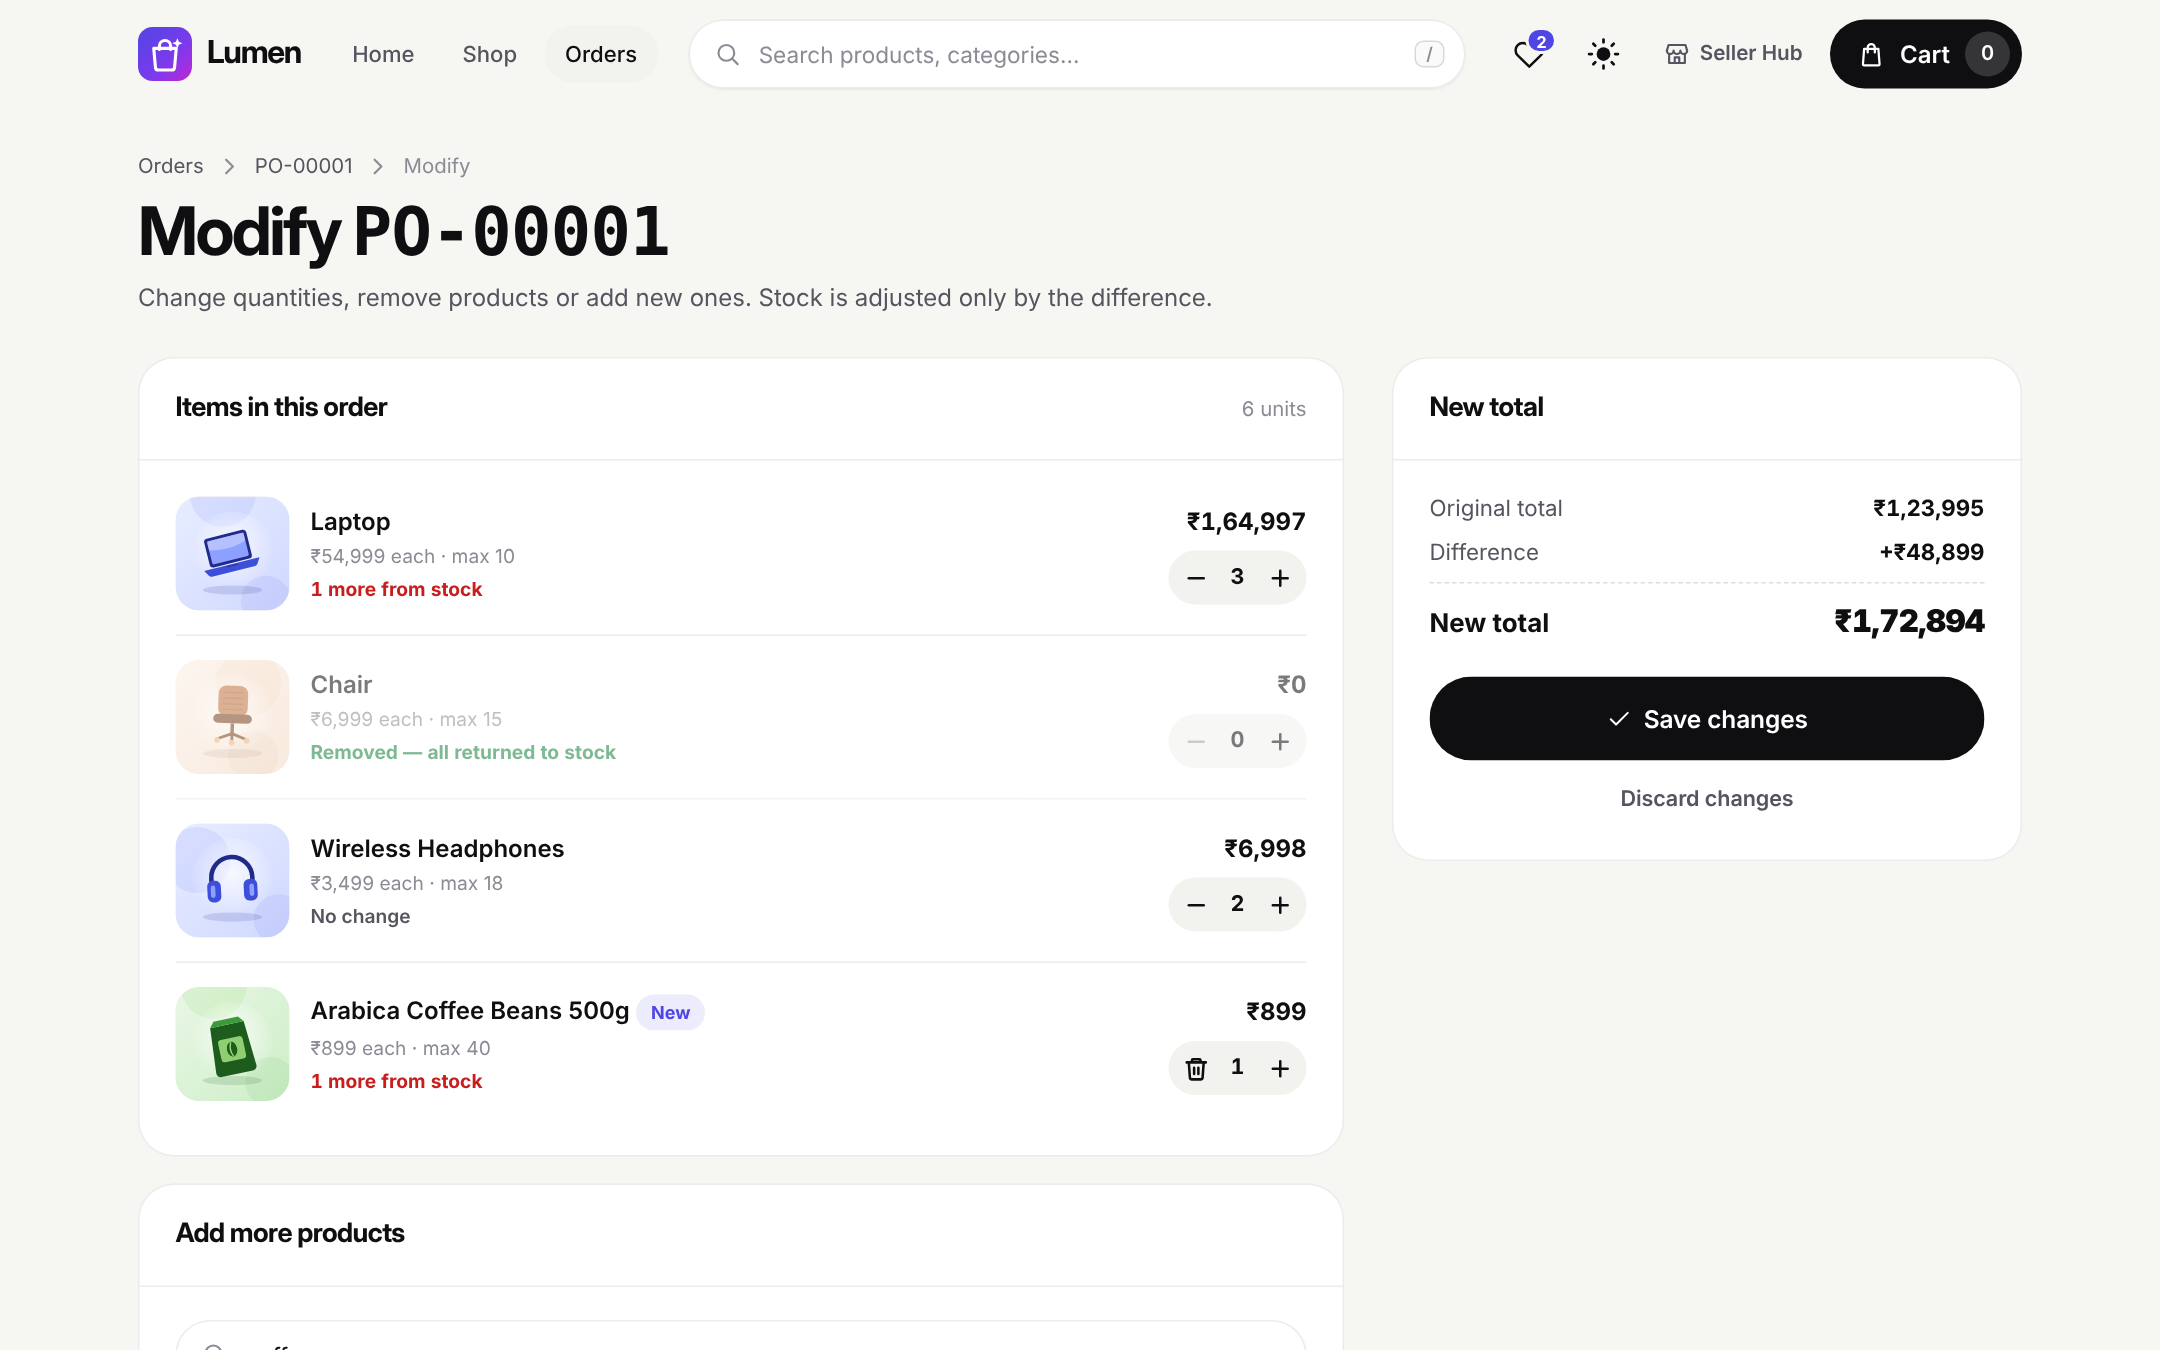 Lumen
Home
Shop
Orders
Search products, categories...
/
2
Seller Hub
Cart
0
Orders
PO-00001
Modify
Modify PO-00001
Change quantities, remove products or add new ones. Stock is adjusted only by the difference.
Items in this order
6 units
Laptop
₹54,999 each · max 10
1 more from stock
₹1,64,997
3
Chair
₹6,999 each · max 15
Removed — all returned to stock
₹0
0
Wireless Headphones
₹3,499 each · max 18
No change
₹6,998
2
Arabica Coffee Beans 500g New
₹899 each · max 40
1 more from stock
₹899
1
New total
Original total ₹1,23,995
Difference +₹48,899
New total ₹1,72,894
Save changes
Discard changes
Add more products